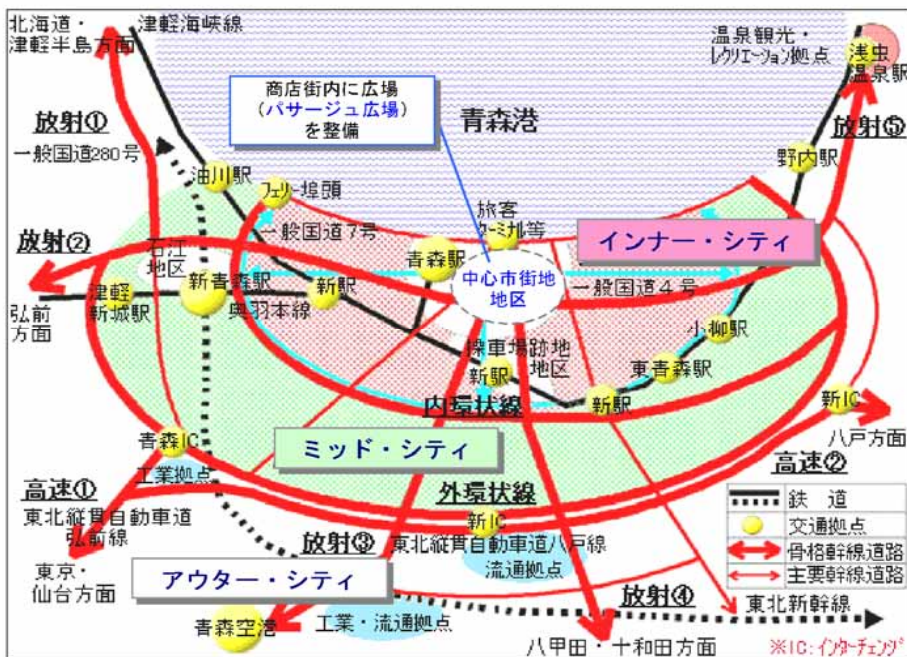 北海道・
津軽半島方面
津軽海峡線
温泉観光・
レクリエーション拠点
浅虫
温泉駅
商店街内に広場
(パサージュ広場)
を整備
青森港
放射①
一般国道280号
放射⑤
野内駅
油川駅
フェリー埠頭
旅客
ターミナル等
一般国道7号
インナー・シティ
放射②
石江
地区
青森駅
中心市街地
地区
新青森駅
新駅
一般国道4号
津軽
新城駅
奥羽本線
弘前
方面
小柳駅
操車場跡地
地区
新駅
東青森駅
新駅
内環状線
新IC
青森IC
ミッド・シティ
八戸方面
工業拠点
高速②
高速①
外環状線
東北縦貫自動車道
弘前線
新IC
放射③
東北縦貫自動車道八戸線
流通拠点
東京・
仙台方面
アウター・シティ
放射④
東北新幹線
青森空港
工業・流通拠点
八甲田・十和田方面
鉄 道
交通拠点
骨格幹線道路
主要幹線道路
※IC:インターチェンジ